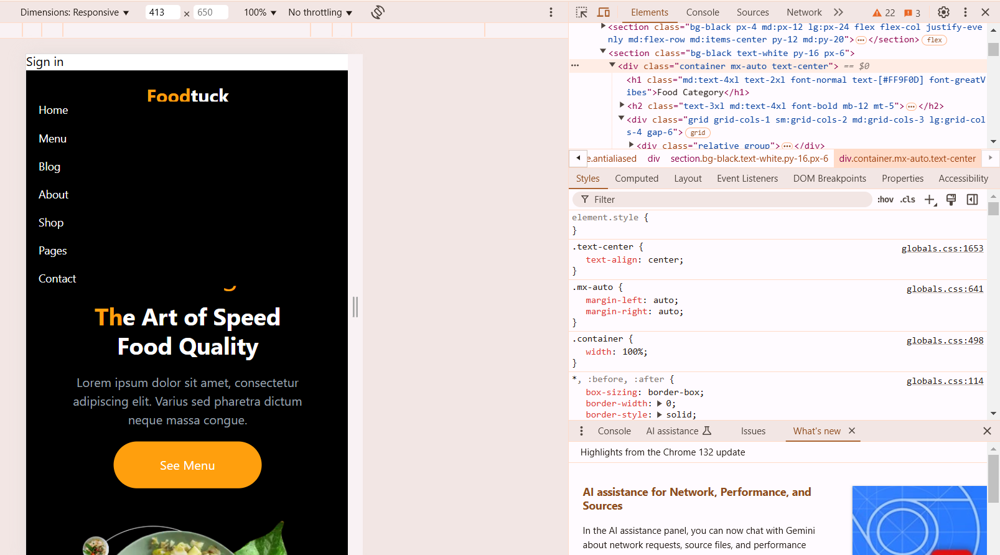 Dimensions: Responsive ▼ 413 × 650 100% ▼ No throttling ▼
Elements Console Sources Network 22 3
Sign in
Foodtuck
Home
Menu
Blog
About
Shop
Pages
Contact
The Art of Speed
Food Quality
Lorem ipsum dolor sit amet, consectetur
adipiscing elit. Varius sed pharetra dictum
neque massa congue.
See Menu
<section class="bg-black px-4 md:px-12 lg:px-24 flex flex-col justify-eve
nly md:flex-row md:items-center py-12 md:py-20">…</section> flex
<section class="bg-black text-white py-16 px-6">
… <div class="container mx-auto text-center"> == $0
<h1 class="md:text-4xl text-2xl font-normal text-[#FF9F0D] font-greatV
ibes">Food Category</h1>
<h2 class="text-3xl md:text-4xl font-bold mb-12 mt-5">…</h2>
<div class="grid grid-cols-1 sm:grid-cols-2 md:grid-cols-3 lg:grid-col
s-4 gap-6"> grid
<div class="relative group">…</div>
e.antialiased div section.bg-black.text-white.py-16.px-6 div.container.mx-auto.text-center
Styles Computed Layout Event Listeners DOM Breakpoints Properties Accessibility
Filter :hov .cls
element.style {
}
.text-center { globals.css:1653
text-align: center;
}
.mx-auto { globals.css:641
margin-left: auto;
margin-right: auto;
}
.container { globals.css:498
width: 100%;
}
*, :before, :after { globals.css:114
box-sizing: border-box;
border-width: ▶ 0;
border-style: ▶ solid;
Console AI assistance Issues What's new
Highlights from the Chrome 132 update
AI assistance for Network, Performance, and
Sources
In the AI assistance panel, you can now chat with Gemini
about network requests, source files, and performance